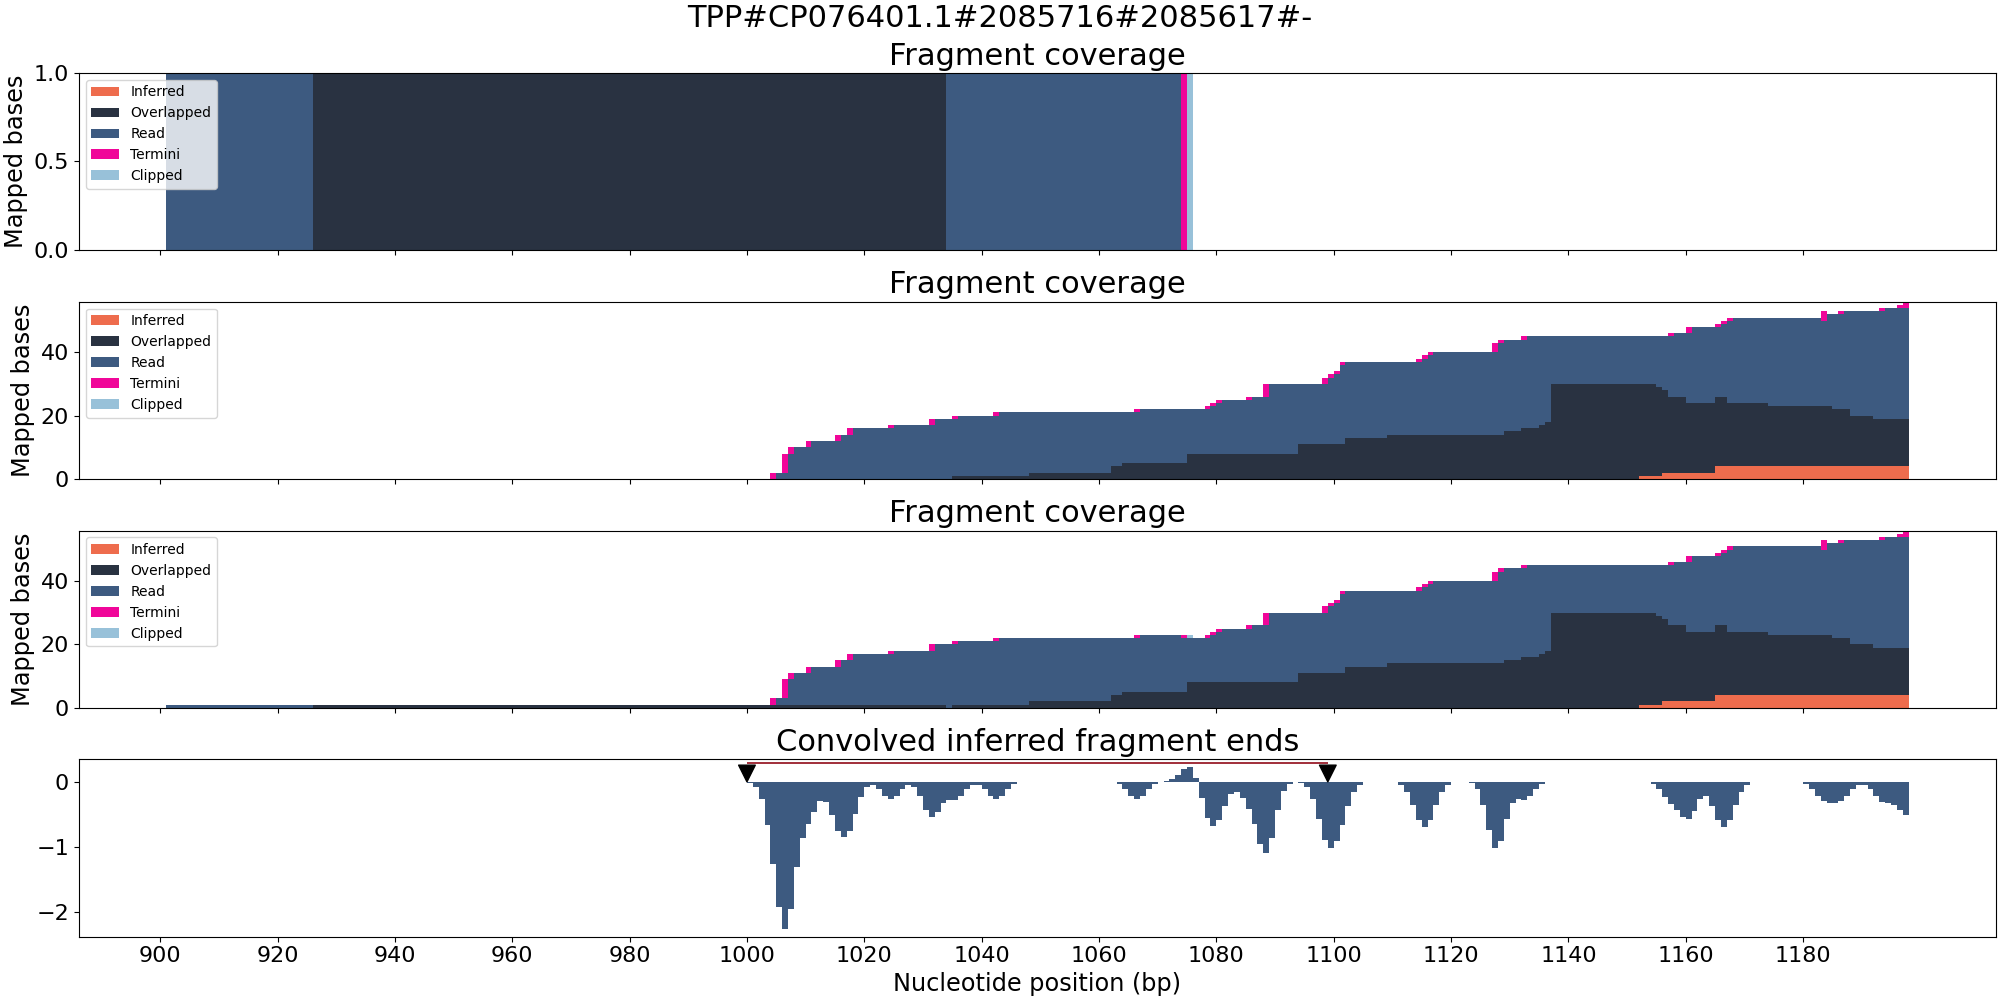 TPP#CP076401.1#2085716#2085617#-
Fragment coverage
Mapped bases
1.0
0.5
0.0
Inferred
Overlapped
Read
Termini
Clipped
Fragment coverage
Mapped bases
40
20
0
Inferred
Overlapped
Read
Termini
Clipped
Fragment coverage
Mapped bases
40
20
0
Inferred
Overlapped
Read
Termini
Clipped
Convolved inferred fragment ends
0
−1
−2
900 920 940 960 980 1000 1020 1040 1060 1080 1100 1120 1140 1160 1180
Nucleotide position (bp)